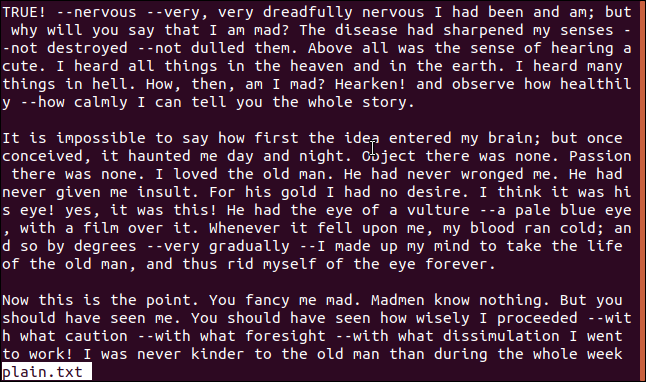 TRUE! --nervous --very, very dreadfully nervous I had been and am; but
 why will you say that I am mad? The disease had sharpened my senses -
-not destroyed --not dulled them. Above all was the sense of hearing a
cute. I heard all things in the heaven and in the earth. I heard many
things in hell. How, then, am I mad? Hearken! and observe how healthil
y --how calmly I can tell you the whole story.

It is impossible to say how first the idea entered my brain; but once
conceived, it haunted me day and night. Object there was none. Passion
 there was none. I loved the old man. He had never wronged me. He had
never given me insult. For his gold I had no desire. I think it was hi
s eye! yes, it was this! He had the eye of a vulture --a pale blue eye
, with a film over it. Whenever it fell upon me, my blood ran cold; an
d so by degrees --very gradually --I made up my mind to take the life
of the old man, and thus rid myself of the eye forever.

Now this is the point. You fancy me mad. Madmen know nothing. But you
should have seen me. You should have seen how wisely I proceeded --wit
h what caution --with what foresight --with what dissimulation I went
to work! I was never kinder to the old man than during the whole week
plain.txt